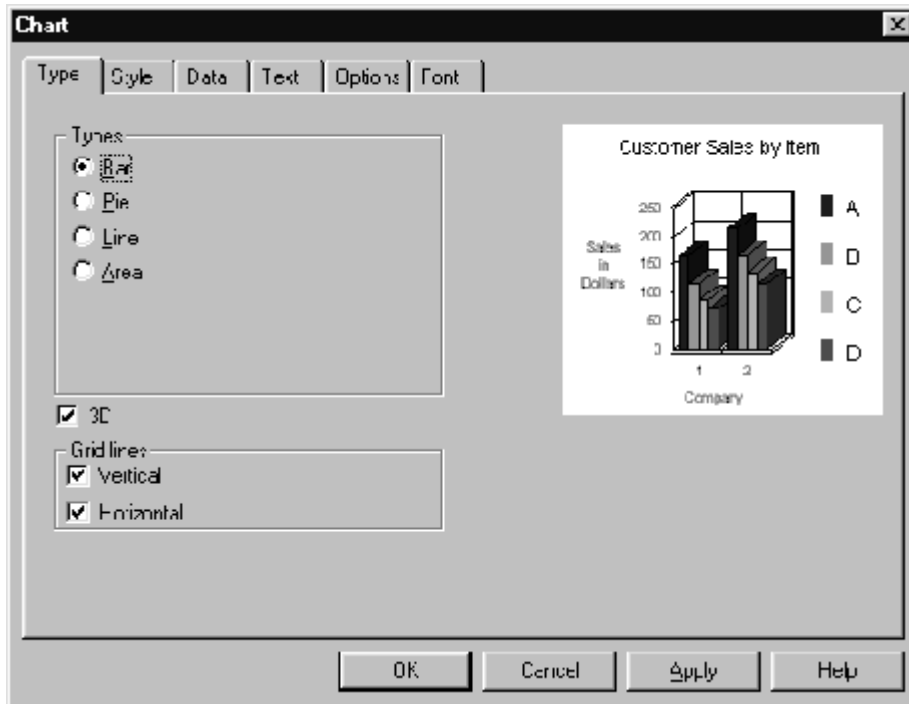 Chart
Type Style Data Text Options Font
Types
Bar
Pie
Line
Area
3D
Grid lines
Vertical
Horizontal
Customer Sales by Item
250
200
150
100
50
0
Sales
in
Dollars
1 2
Company
A
D
C
D
OK Cancel Apply Help